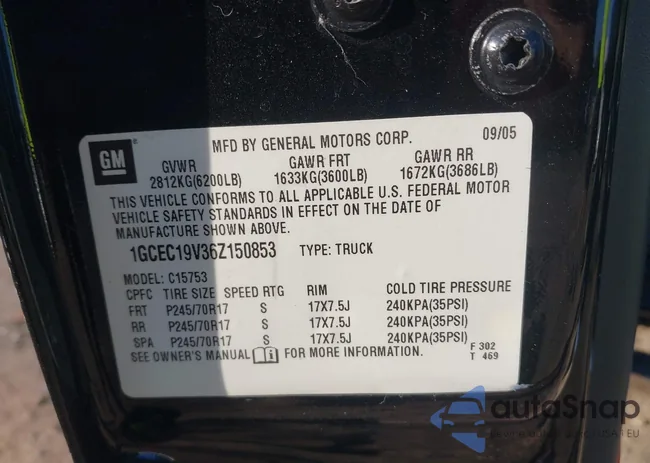 GM
MFD BY GENERAL MOTORS CORP. 09/05
GVWR GAWR FRT GAWR RR
2812KG(6200LB) 1633KG(3600LB) 1672KG(3686LB)
THIS VEHICLE CONFORMS TO ALL APPLICABLE U.S. FEDERAL MOTOR
VEHICLE SAFETY STANDARDS IN EFFECT ON THE DATE OF
MANUFACTURE SHOWN ABOVE.
1GCEC19V36Z150853 TYPE: TRUCK
MODEL: C15753
CPFC TIRE SIZE SPEED RTG RIM COLD TIRE PRESSURE
FRT P245/70R17 S 17X7.5J 240KPA(35PSI)
RR P245/70R17 S 17X7.5J 240KPA(35PSI)
SPA P245/70R17 S 17X7.5J 240KPA(35PSI)
SEE OWNER'S MANUAL FOR MORE INFORMATION.
F 302
T 469
autoSnap